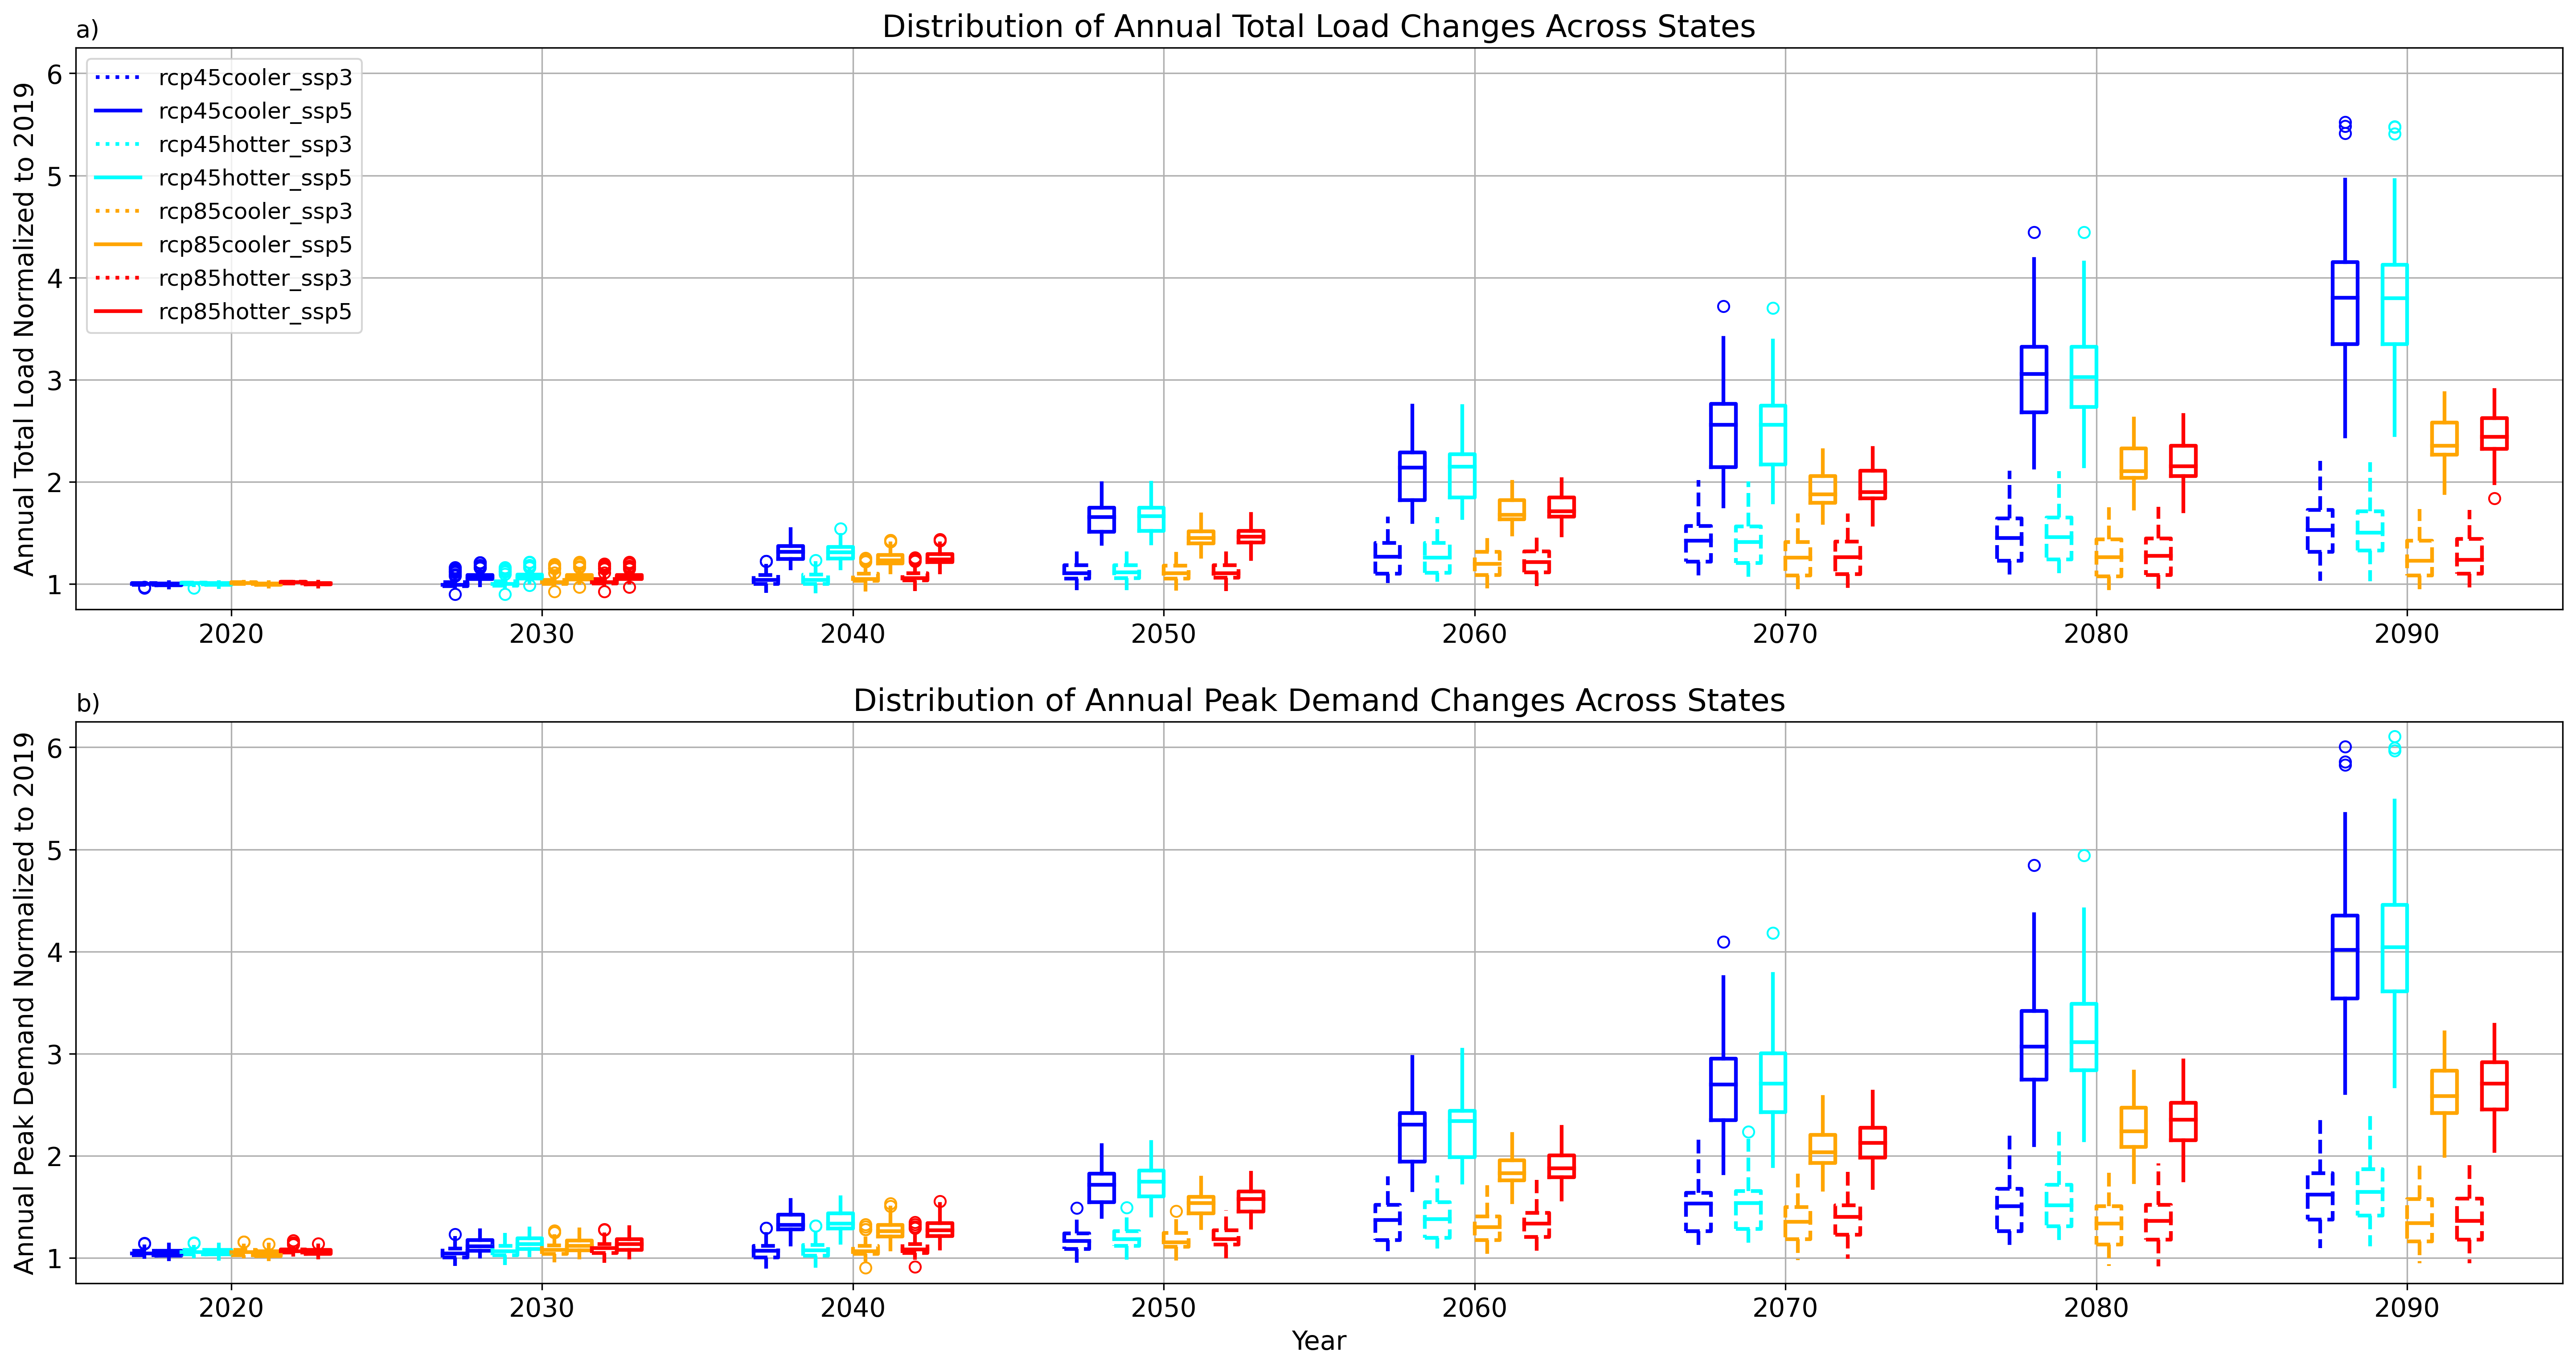 a)
Distribution of Annual Total Load Changes Across States
Annual Total Load Normalized to 2019
6
5
4
3
2
1
rcp45cooler_ssp3
rcp45cooler_ssp5
rcp45hotter_ssp3
rcp45hotter_ssp5
rcp85cooler_ssp3
rcp85cooler_ssp5
rcp85hotter_ssp3
rcp85hotter_ssp5
2020 2030 2040 2050 2060 2070 2080 2090
b)
Distribution of Annual Peak Demand Changes Across States
Annual Peak Demand Normalized to 2019
6
5
4
3
2
1
2020 2030 2040 2050 2060 2070 2080 2090
Year